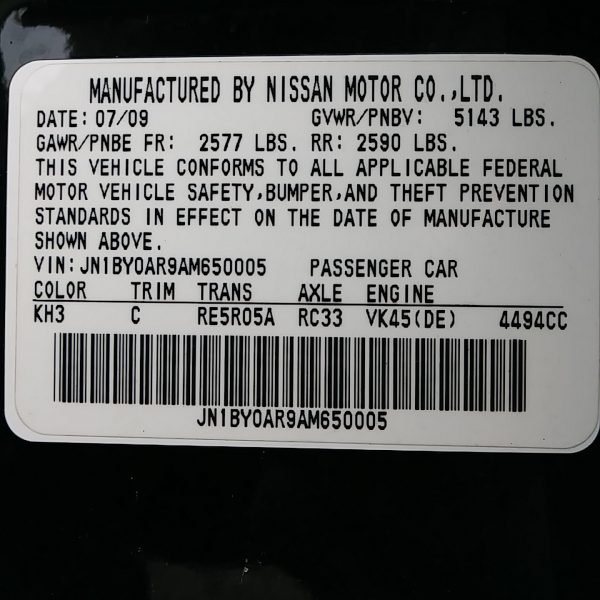 MANUFACTURED BY NISSAN MOTOR CO.,LTD.
DATE: 07/09 GVWR/PNBV: 5143 LBS.
GAWR/PNBE FR: 2577 LBS. RR: 2590 LBS.
THIS VEHICLE CONFORMS TO ALL APPLICABLE FEDERAL
MOTOR VEHICLE SAFETY,BUMPER,AND THEFT PREVENTION
STANDARDS IN EFFECT ON THE DATE OF MANUFACTURE
SHOWN ABOVE.
VIN: JN1BY0AR9AM650005 PASSENGER CAR
COLOR TRIM TRANS AXLE ENGINE
KH3 C RE5R05A RC33 VK45(DE) 4494CC
JN1BY0AR9AM650005